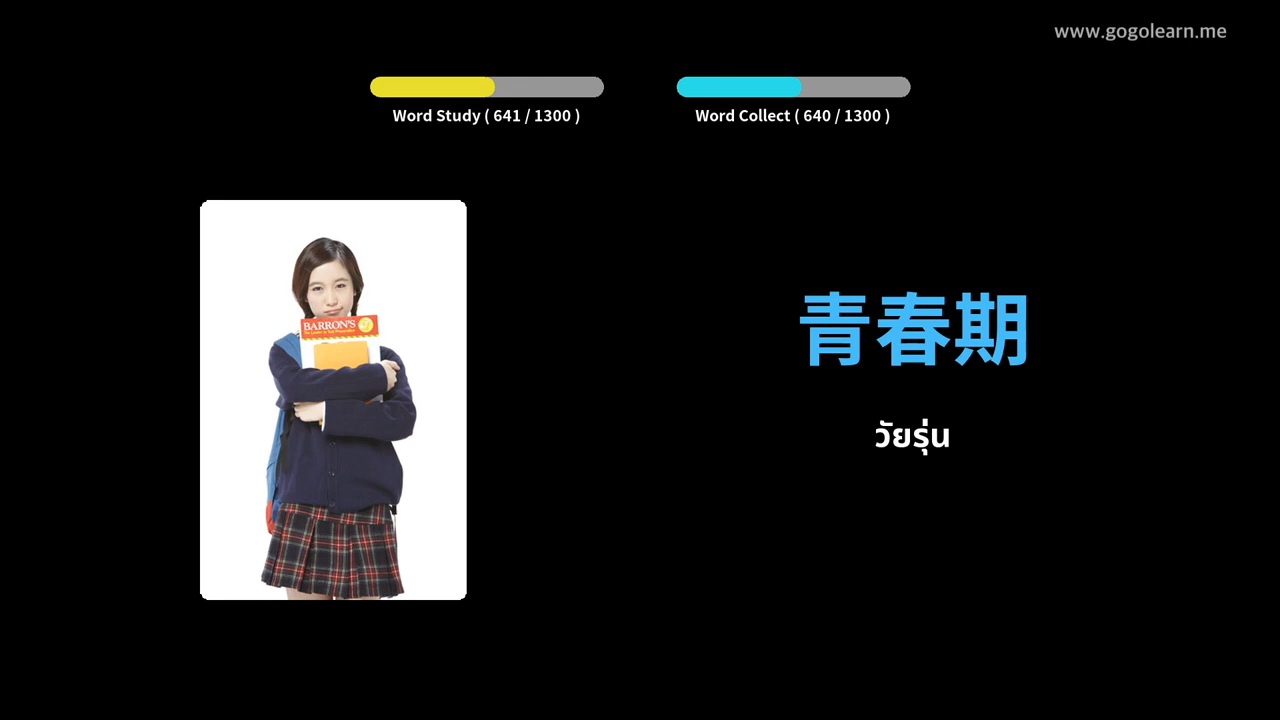 www.gogolearn.me
Word Study ( 641 / 1300 )
Word Collect ( 640 / 1300 )
BARRON'S
青春期
วัยรุ่น